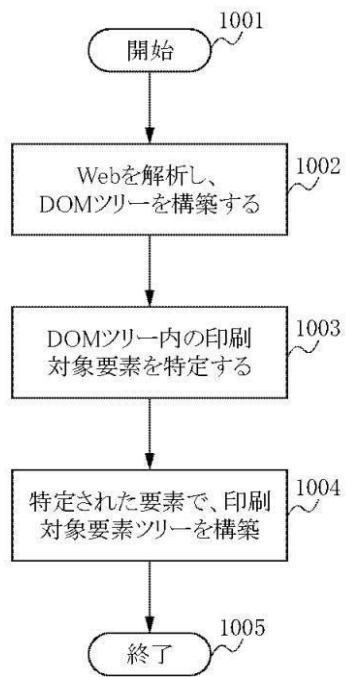 1001
開始
1002
Webを解析し、
DOMツリーを構築する
1003
DOMツリー内の印刷
対象要素を特定する
1004
特定された要素で、印刷
対象要素ツリーを構築
1005
終了